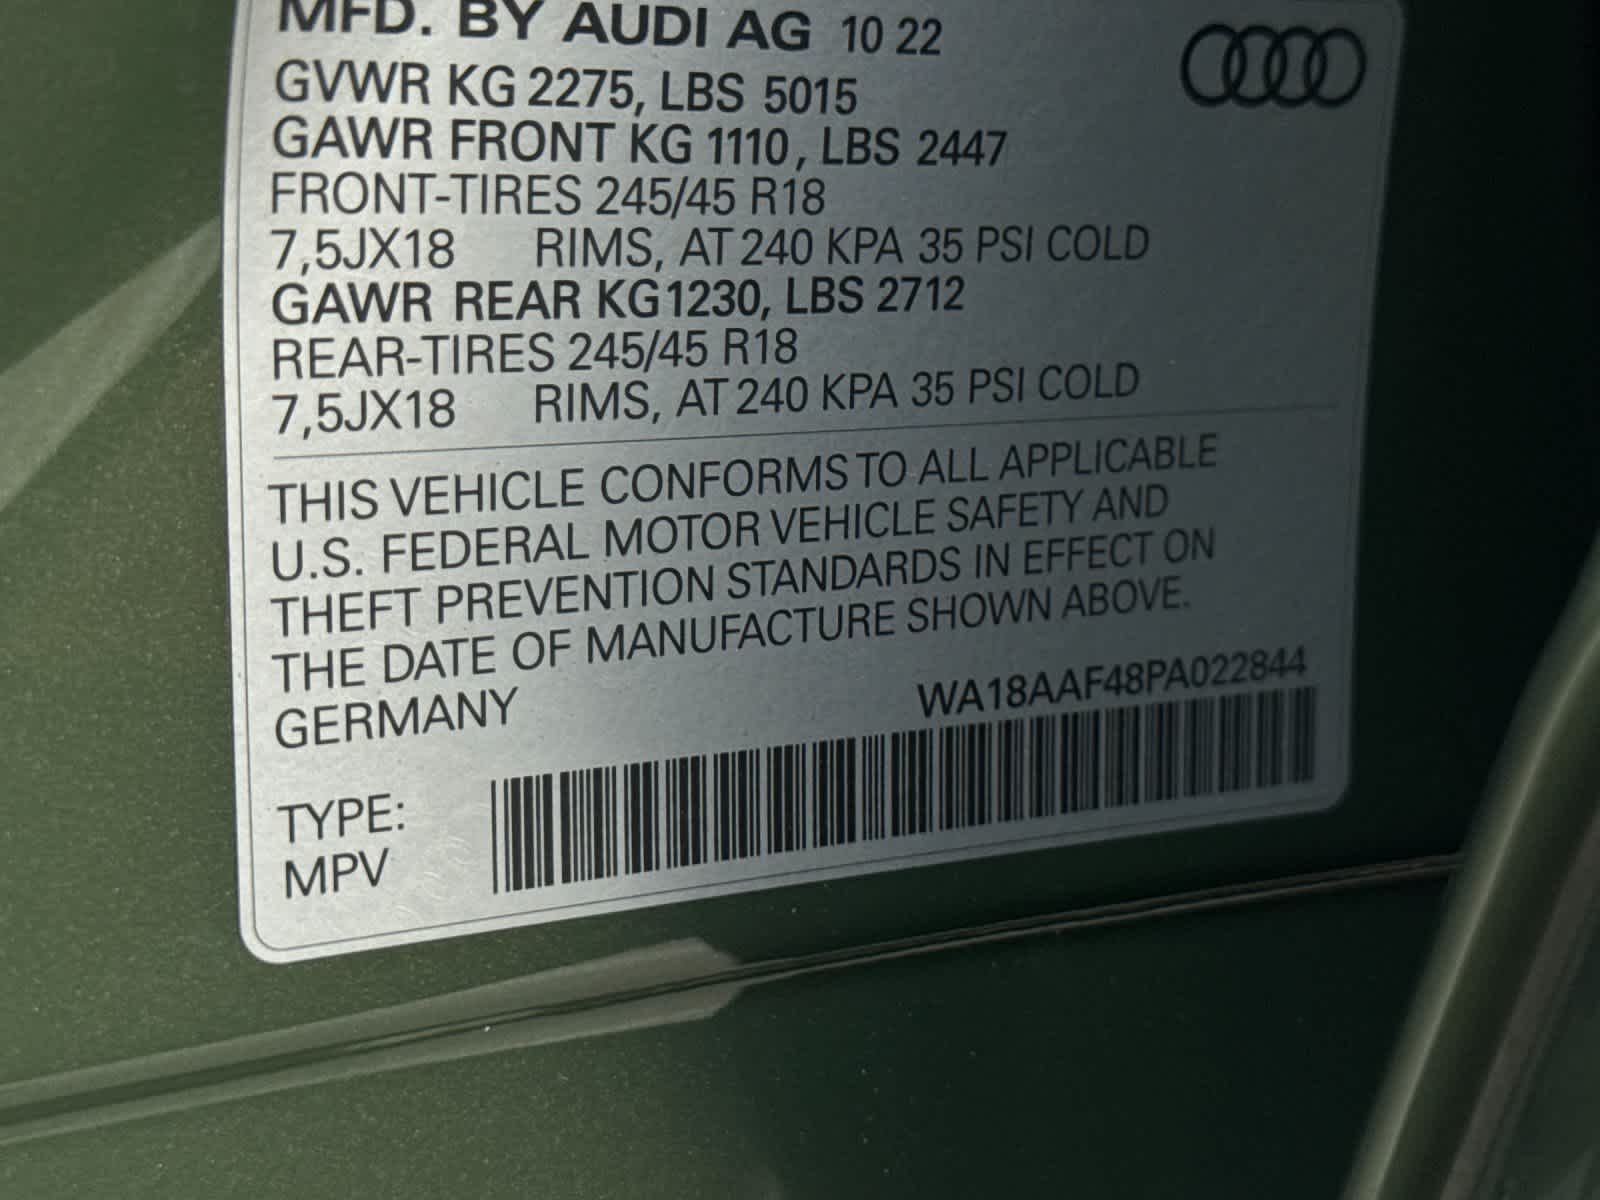 MFD. BY AUDI AG 10 22
GVWR KG 2275, LBS 5015
GAWR FRONT KG 1110, LBS 2447
FRONT-TIRES 245/45 R18
7,5JX18 RIMS, AT 240 KPA 35 PSI COLD
GAWR REAR KG 1230, LBS 2712
REAR-TIRES 245/45 R18
7,5JX18 RIMS, AT 240 KPA 35 PSI COLD
THIS VEHICLE CONFORMS TO ALL APPLICABLE
U.S. FEDERAL MOTOR VEHICLE SAFETY AND
THEFT PREVENTION STANDARDS IN EFFECT ON
THE DATE OF MANUFACTURE SHOWN ABOVE.
GERMANY WA18AAF48PA022844
TYPE:
MPV